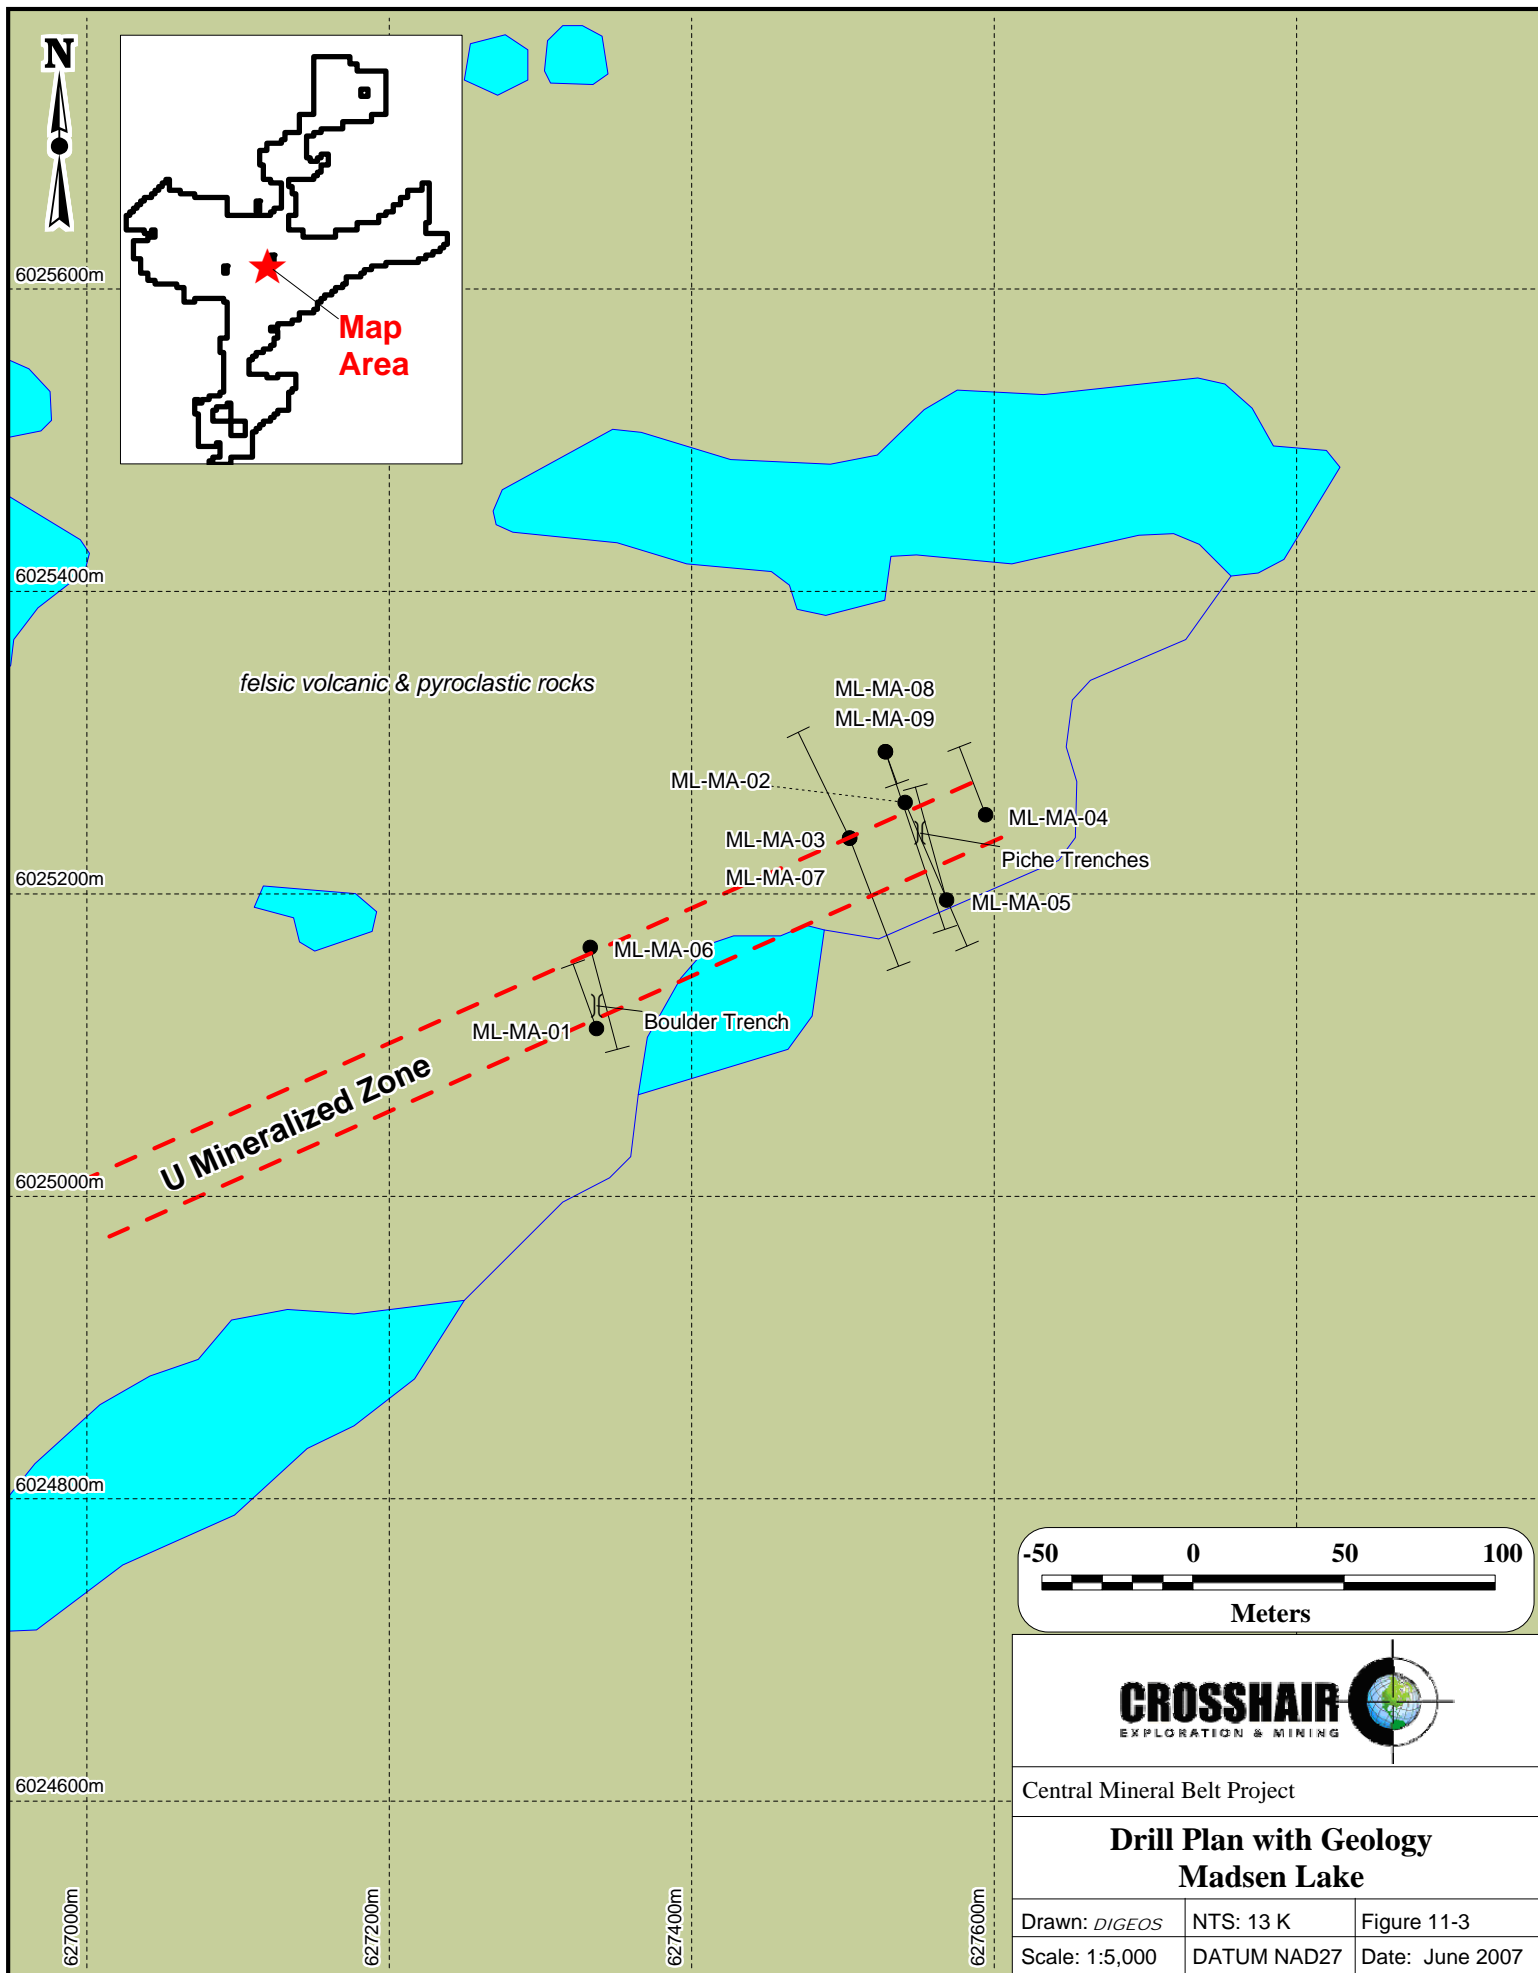 N
Map
Area
6025600m
6025400m
felsic volcanic & pyroclastic rocks
ML-MA-08
ML-MA-09
ML-MA-02
ML-MA-04
ML-MA-03
Piche Trenches
ML-MA-07
6025200m
ML-MA-05
ML-MA-06
Boulder Trench
ML-MA-01
U Mineralized Zone
6025000m
6024800m
6024600m
627000m
627200m
627400m
627600m
-50 0 50 100
Meters
CROSSHAIR
EXPLORATION & MINING
Central Mineral Belt Project
Drill Plan with Geology
Madsen Lake
Drawn: DIGEOS NTS: 13 K Figure 11-3
Scale: 1:5,000 DATUM NAD27 Date: June 2007